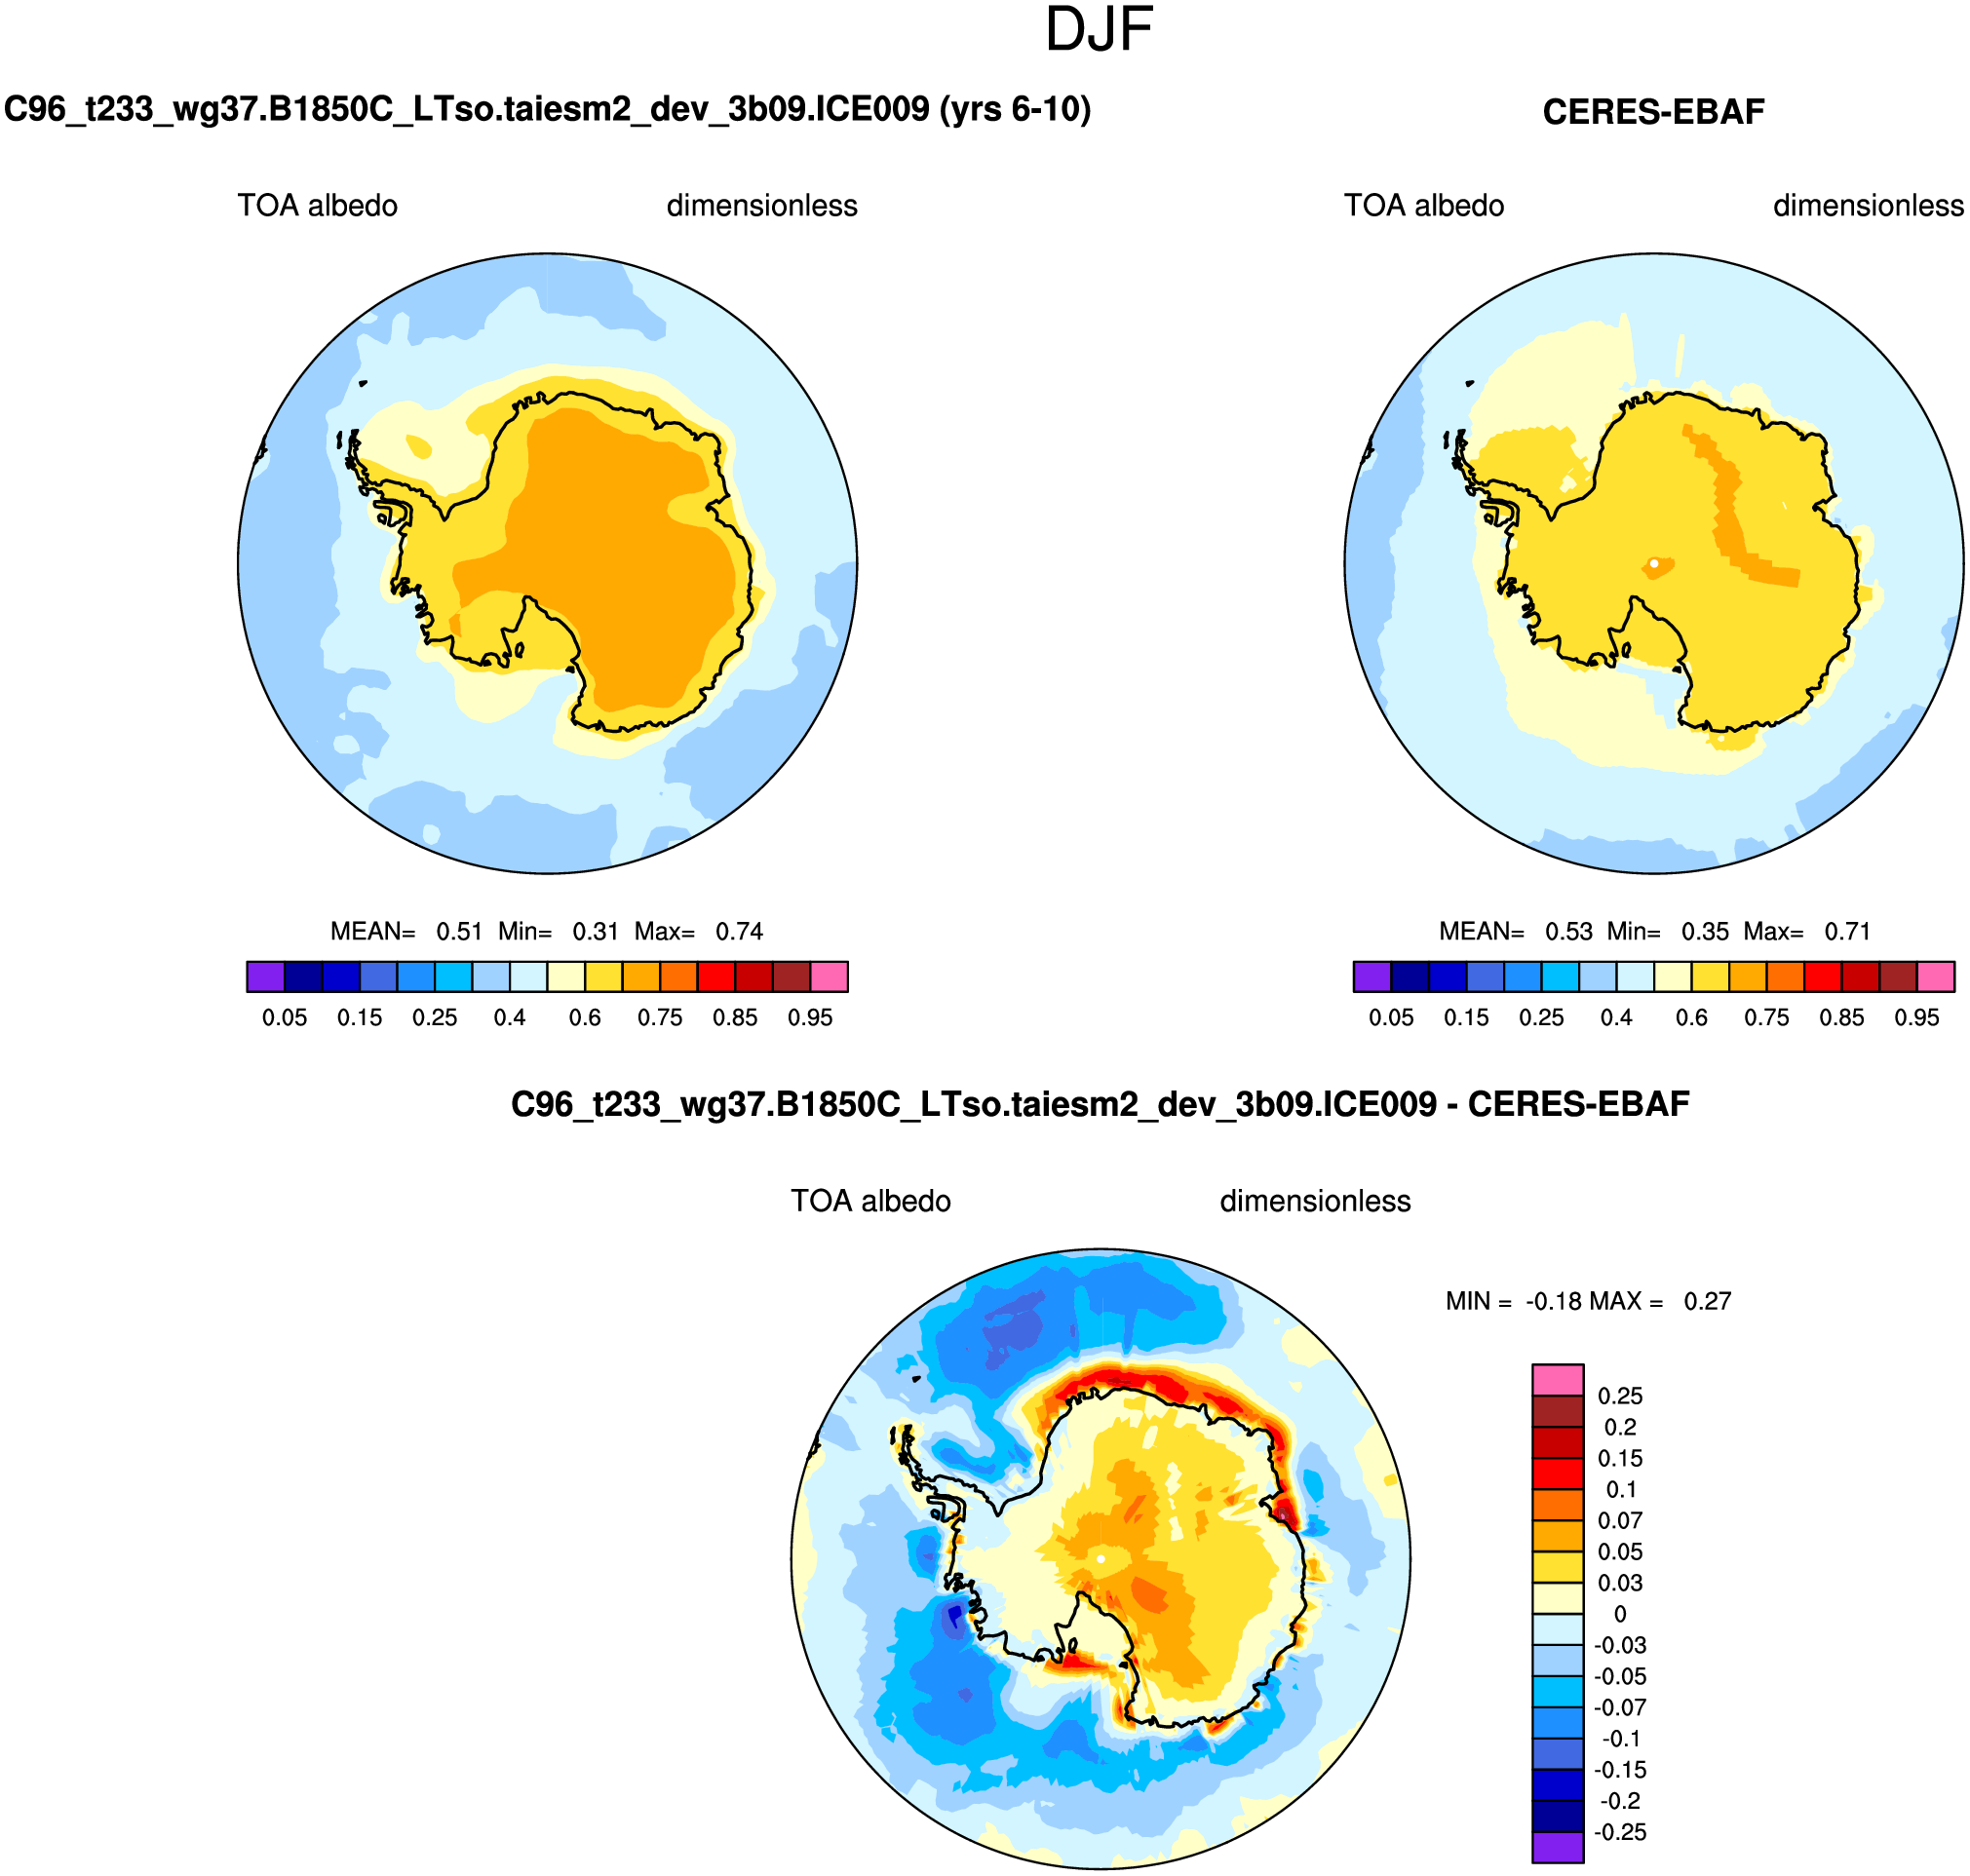 DJF
C96_t233_wg37.B1850C_LTso.taiesm2_dev_3b09.ICE009 (yrs 6-10)
CERES-EBAF
TOA albedo dimensionless
TOA albedo dimensionless
MEAN= 0.51 Min= 0.31 Max= 0.74
0.05 0.15 0.25 0.4 0.6 0.75 0.85 0.95
MEAN= 0.53 Min= 0.35 Max= 0.71
0.05 0.15 0.25 0.4 0.6 0.75 0.85 0.95
C96_t233_wg37.B1850C_LTso.taiesm2_dev_3b09.ICE009 - CERES-EBAF
TOA albedo dimensionless
MIN = -0.18 MAX = 0.27
0.25
0.2
0.15
0.1
0.07
0.05
0.03
0
-0.03
-0.05
-0.07
-0.1
-0.15
-0.2
-0.25